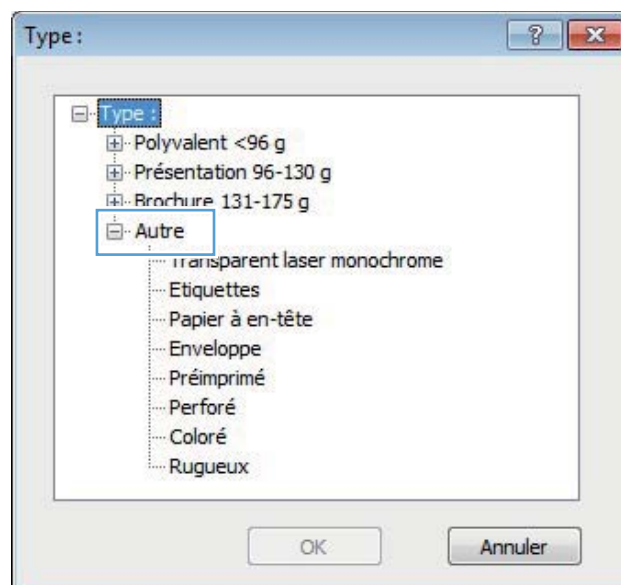 Type :
Type :
Polyvalent <96 g
Présentation 96-130 g
Brochure 131-175 g
Autre
Transparent laser monochrome
Etiquettes
Papier à en-tête
Enveloppe
Préimprimé
Perforé
Coloré
Rugueux
OK
Annuler